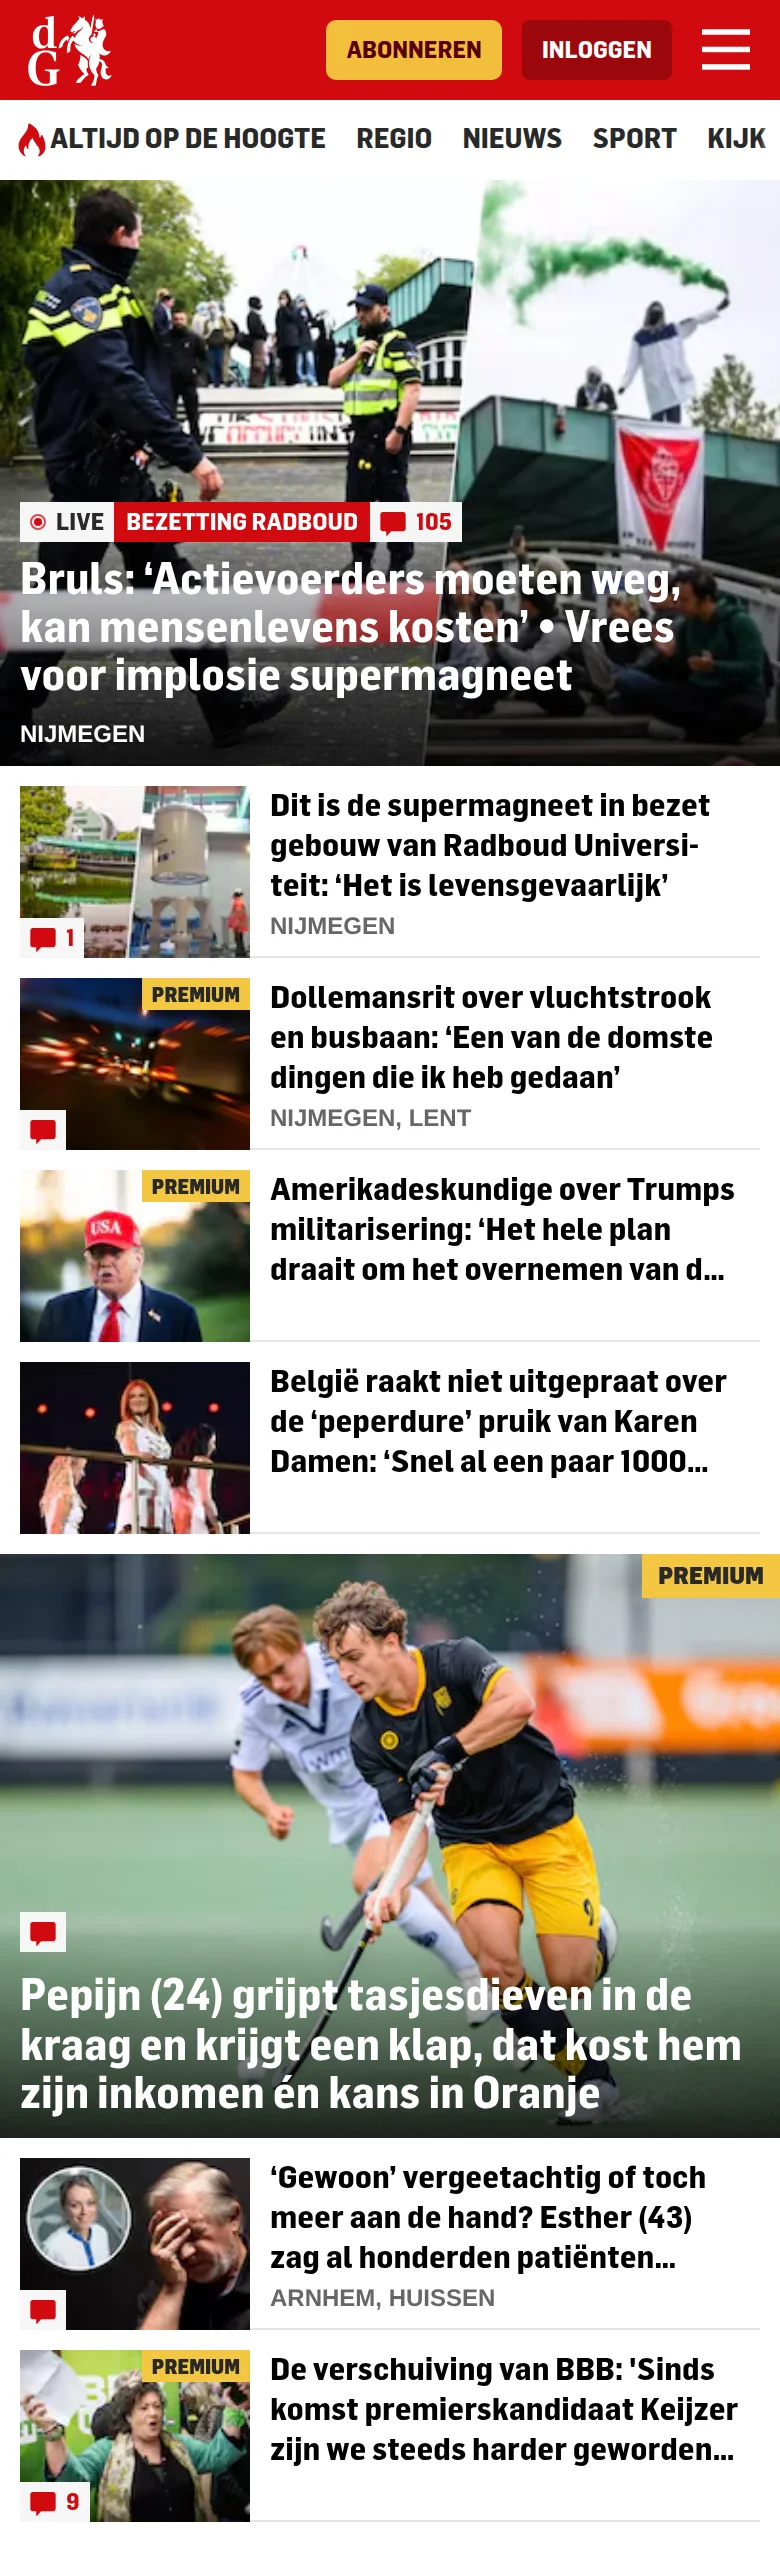 d
G
ABONNEREN
INLOGGEN
ALTIJD OP DE HOOGTE
REGIO
NIEUWS
SPORT
KIJK
LIVE
BEZETTING RADBOUD
105
Bruls: ‘Actievoerders moeten weg,
kan mensenlevens kosten’ • Vrees
voor implosie supermagneet
NIJMEGEN
Dit is de supermagneet in bezet
gebouw van Radboud Universi-
teit: ‘Het is levensgevaarlijk’
NIJMEGEN
1
PREMIUM
Dollemansrit over vluchtstrook
en busbaan: ‘Een van de domste
dingen die ik heb gedaan’
NIJMEGEN, LENT
PREMIUM
USA
Amerikadeskundige over Trumps
militarisering: ‘Het hele plan
draait om het overnemen van d...
België raakt niet uitgepraat over
de ‘peperdure’ pruik van Karen
Damen: ‘Snel al een paar 1000...
PREMIUM
9
Pepijn (24) grijpt tasjesdieven in de
kraag en krijgt een klap, dat kost hem
zijn inkomen én kans in Oranje
‘Gewoon’ vergeetachtig of toch
meer aan de hand? Esther (43)
zag al honderden patiënten...
ARNHEM, HUISSEN
PREMIUM
De verschuiving van BBB: 'Sinds
komst premierskandidaat Keijzer
zijn we steeds harder geworden...
9